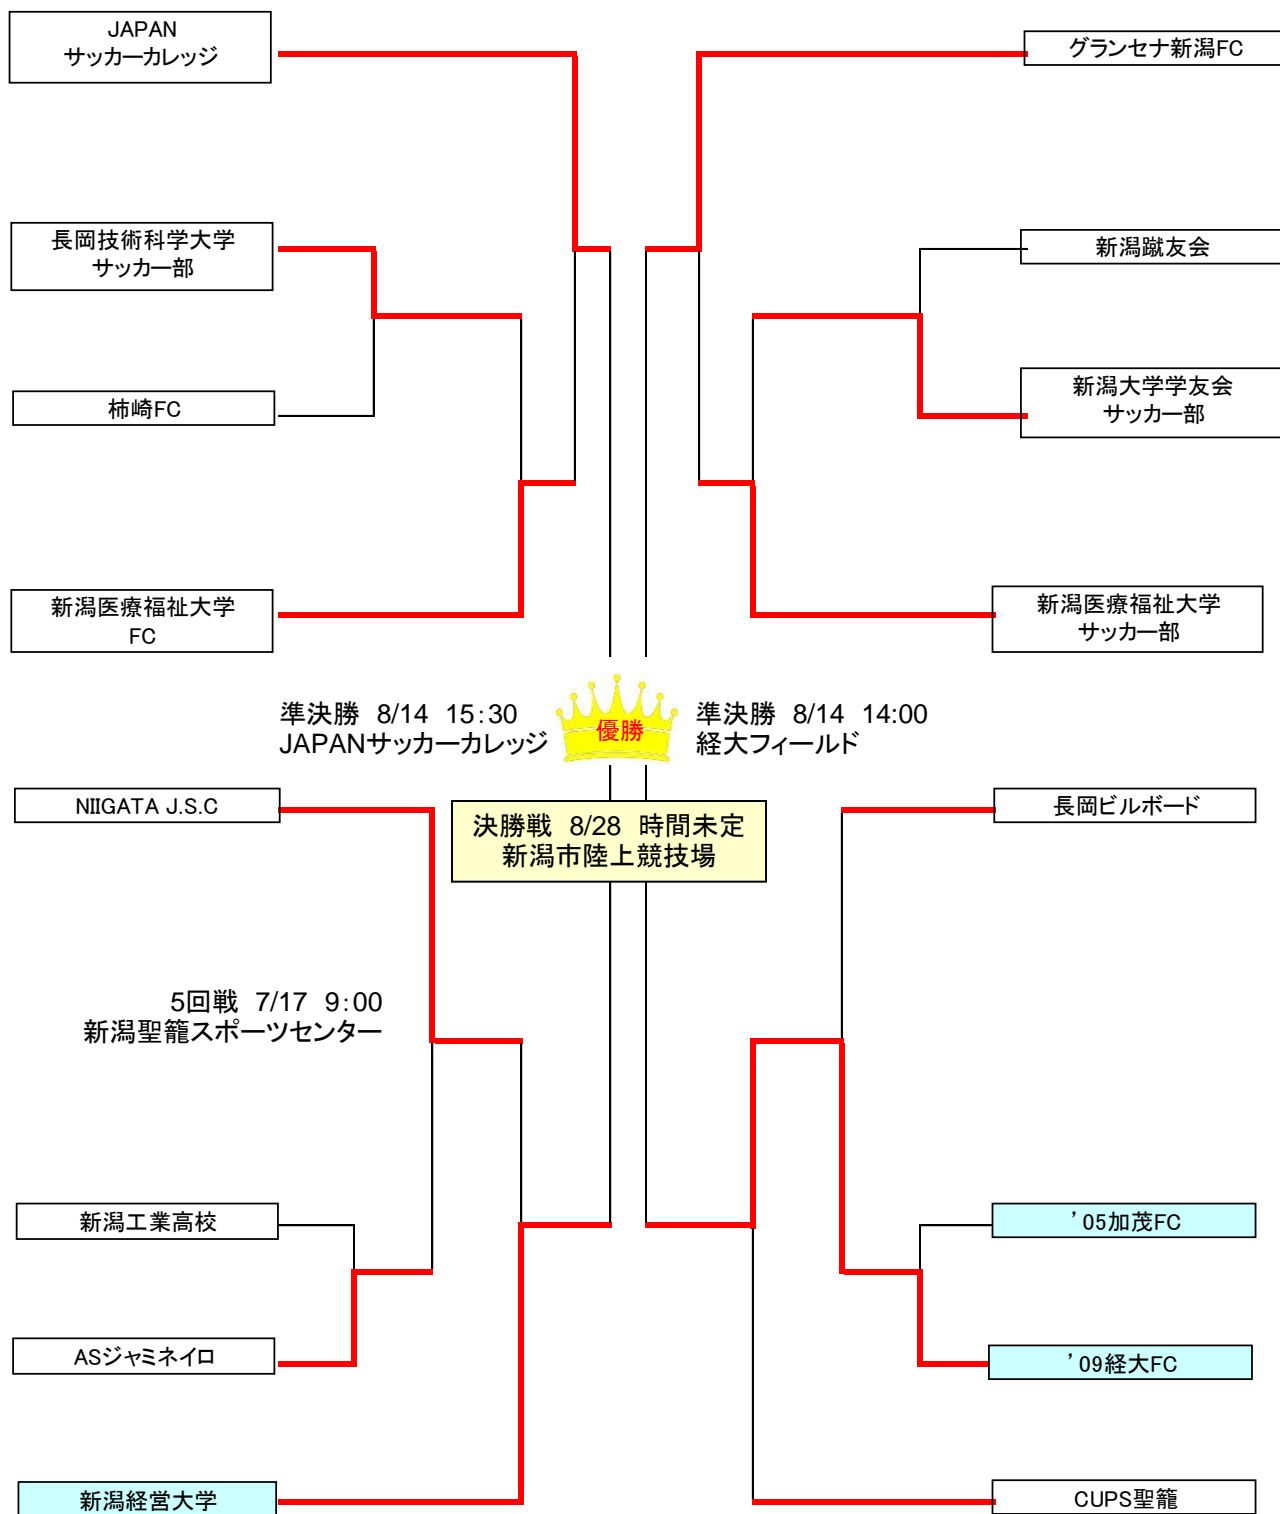 JAPAN
サッカーカレッジ
グランセナ新潟FC
長岡技術科学大学
サッカー部
新潟蹴友会
柿崎FC
新潟大学学友会
サッカー部
新潟医療福祉大学
FC
新潟医療福祉大学
サッカー部
準決勝 8/14 15:30
JAPANサッカーカレッジ
優勝
準決勝 8/14 14:00
経大フィールド
NIIGATA J.S.C
決勝戦 8/28 時間未定
新潟市陸上競技場
長岡ビルボード
5回戦 7/17 9:00
新潟聖籠スポーツセンター
新潟工業高校
'05加茂FC
ASジャミネイロ
'09経大FC
新潟経営大学
CUPS聖籠